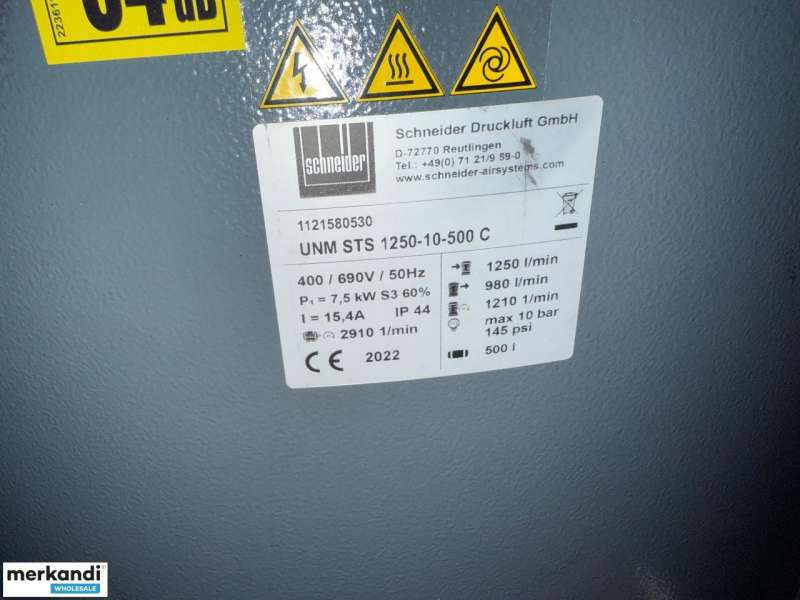 dB
schneider
Schneider Druckluft GmbH
D-72770 Reutlingen
Tel.: +49(0) 71 21/9 59-0
www.schneider-airsystems.com
1121580530
UNM STS 1250-10-500 C
400 / 690V / 50Hz
P₁ = 7,5 kW S3 60%
I = 15,4A IP 44
2910 1/min
CE 2022
1250 l/min
980 l/min
1210 1/min
max 10 bar
145 psi
500 l
merkandi
WHOLESALE